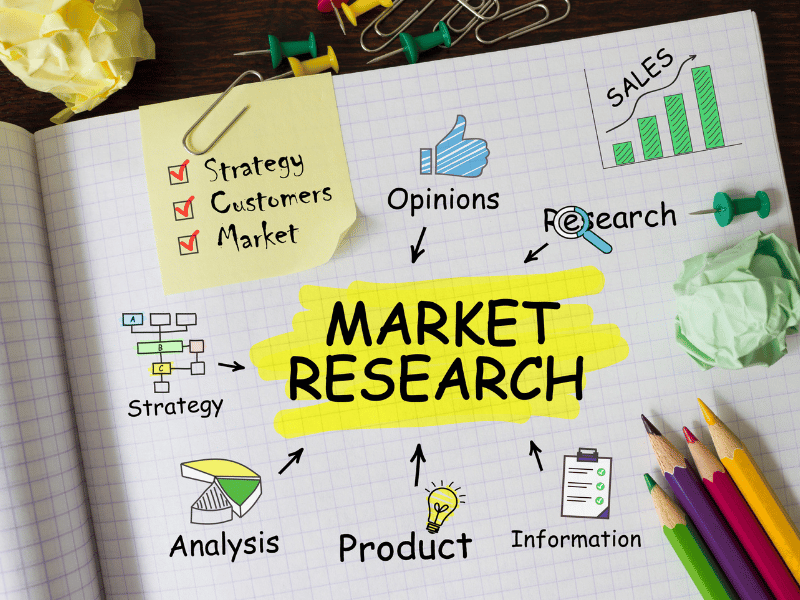 SALES
Strategy
Customers
Market
Opinions
Research
MARKET
RESEARCH
A
B
C
Strategy
Analysis
Product
Information